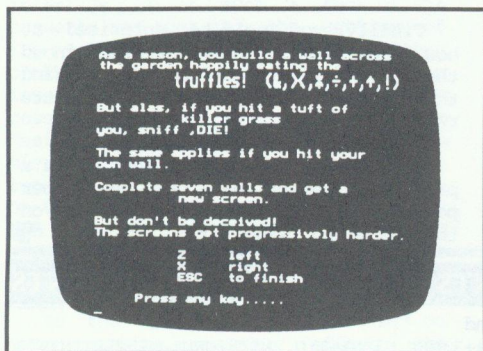 As a mason, you build a wall across
the garden happily eating the
truffles! (&,X,*,÷,+,↑,!)
But alas, if you hit a tuft of
killer grass
you, sniff ,DIE!
The same applies if you hit your
own wall.
Complete seven walls and get a
new screen.
But don't be deceived!
The screens get progressively harder.
Z left
X right
ESC to finish
Press any key.....
_